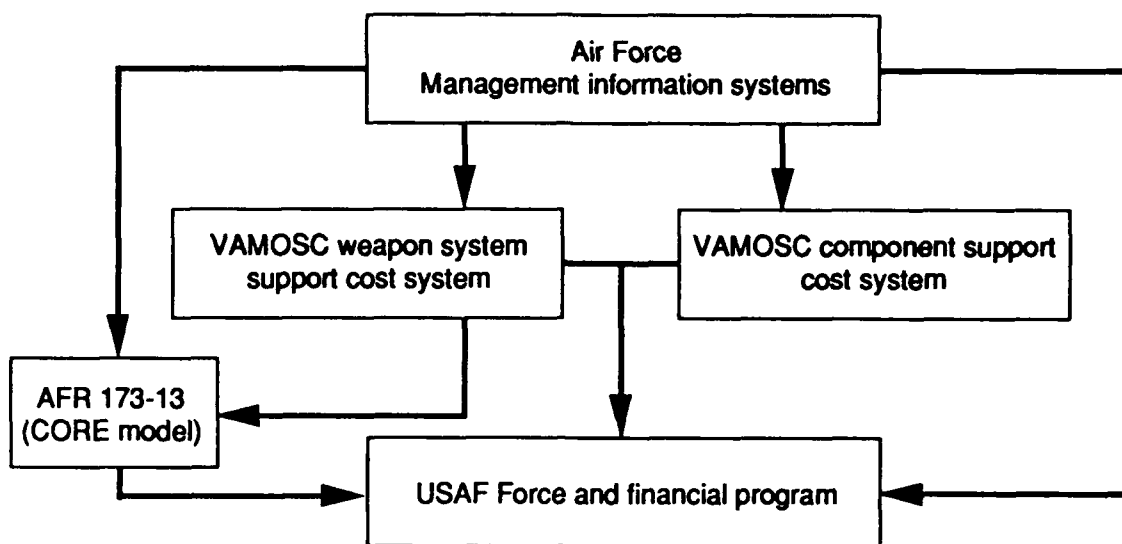 Air Force
Management information systems
VAMOSC weapon system
support cost system
VAMOSC component support
cost system
AFR 173-13
(CORE model)
USAF Force and financial program